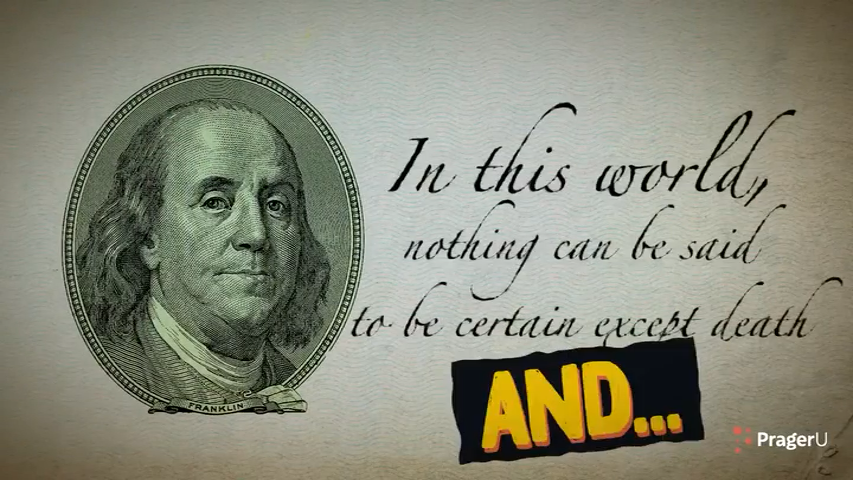 In this world,
nothing can be said
to be certain except death
AND...
FRANKLIN
PragerU